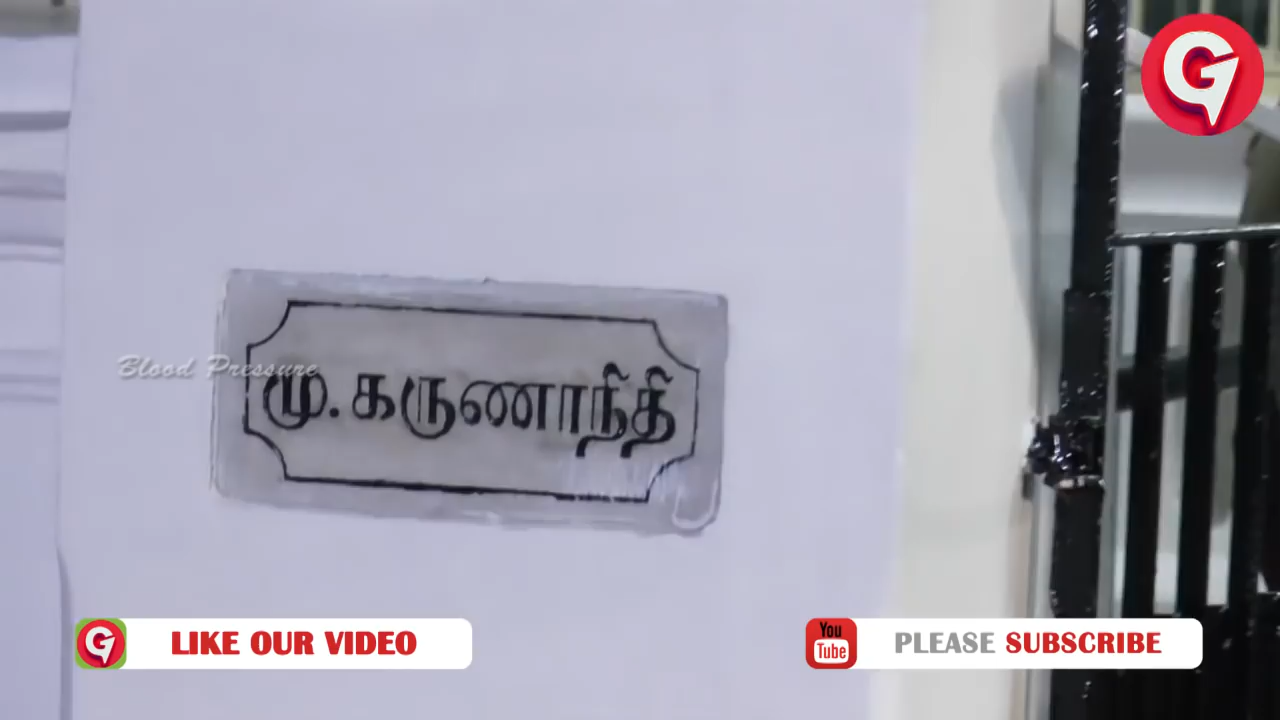 Blood Pressure
மு. கருணாநிதி
LIKE OUR VIDEO
You
Tube
PLEASE SUBSCRIBE